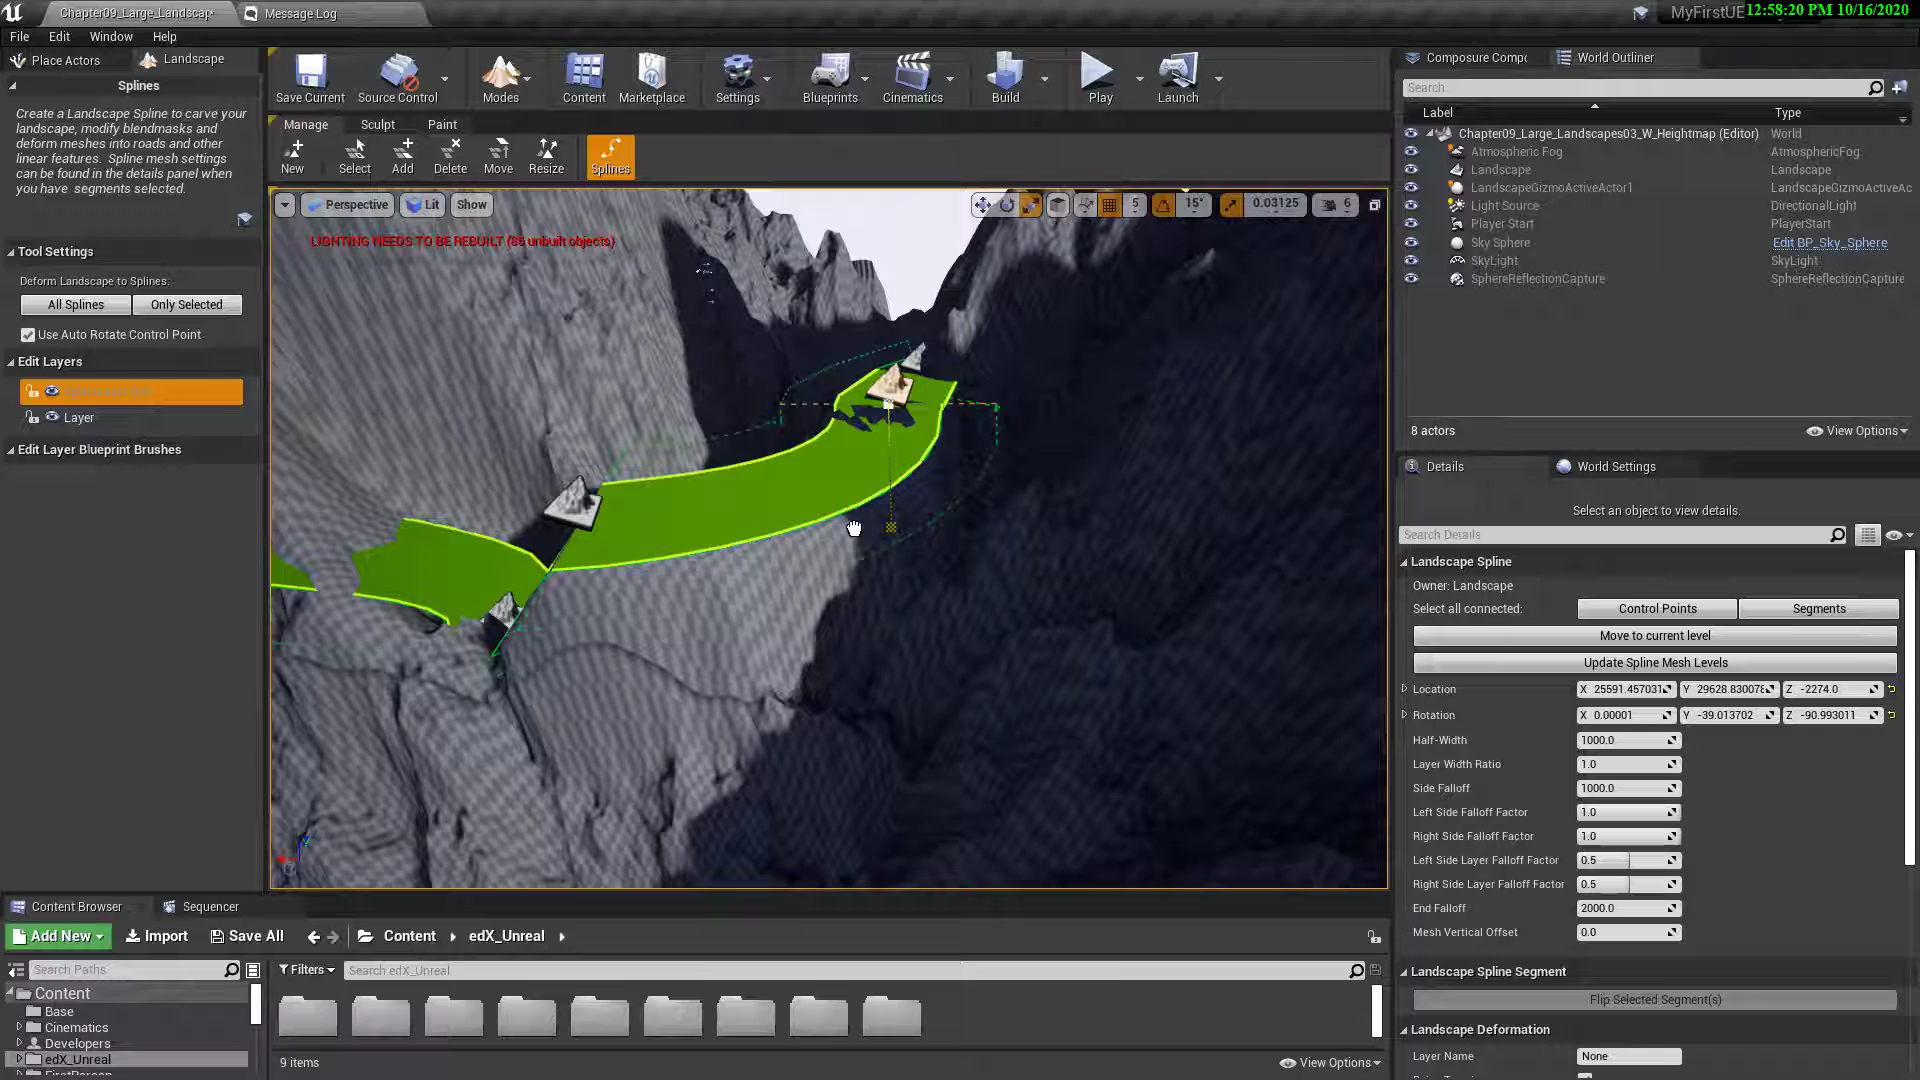 Chapter09_Large_Landscap*
Message Log
MyFirstUE
12:58:20 PM 10/16/2020
File Edit Window Help
Place Actors
Landscape
Splines
Create a Landscape Spline to carve your
landscape, modify blendmasks and
deform meshes into roads and other
linear features. Spline mesh settings
can be found in the details panel when
you have segments selected.
Tool Settings
Deform Landscape to Splines:
All Splines
Only Selected
Use Auto Rotate Control Point
Edit Layers
Layer
Edit Layer Blueprint Brushes
Save Current
Source Control
Modes
Content
Marketplace
Settings
Blueprints
Cinematics
Build
Play
Launch
Manage Sculpt Paint
New Select Add Delete Move Resize Splines
Perspective Lit Show
5 15° 0.03125 6
LIGHTING NEEDS TO BE REBUILT (85 unbuilt objects)
Composure Compo
World Outliner
Search
Label Type
Chapter09_Large_Landscapes03_W_Heightmap (Editor) World
Atmospheric Fog AtmosphericFog
Landscape Landscape
LandscapeGizmoActiveActor1 LandscapeGizmoActiveAc
Light Source DirectionalLight
Player Start PlayerStart
Sky Sphere Edit BP_Sky_Sphere
SkyLight SkyLight
SphereReflectionCapture SphereReflectionCapture
8 actors
View Options
Details
World Settings
Select an object to view details.
Search Details
Landscape Spline
Owner: Landscape
Select all connected: Control Points Segments
Move to current level
Update Spline Mesh Levels
Location X 25591.457031 Y 29628.830078 Z -2274.0
Rotation X 0.00001 Y -39.013702 Z -90.993011
Half-Width 1000.0
Layer Width Ratio 1.0
Side Falloff 1000.0
Left Side Falloff Factor 1.0
Right Side Falloff Factor 1.0
Left Side Layer Falloff Factor 0.5
Right Side Layer Falloff Factor 0.5
End Falloff 2000.0
Mesh Vertical Offset 0.0
Landscape Spline Segment
Flip Selected Segment(s)
Landscape Deformation
Layer Name None
Content Browser
Sequencer
Add New
Import
Save All
Content
edX_Unreal
Search Paths
Filters
Search edX_Unreal
Content
Base
Cinematics
Developers
edX_Unreal
9 items
View Options